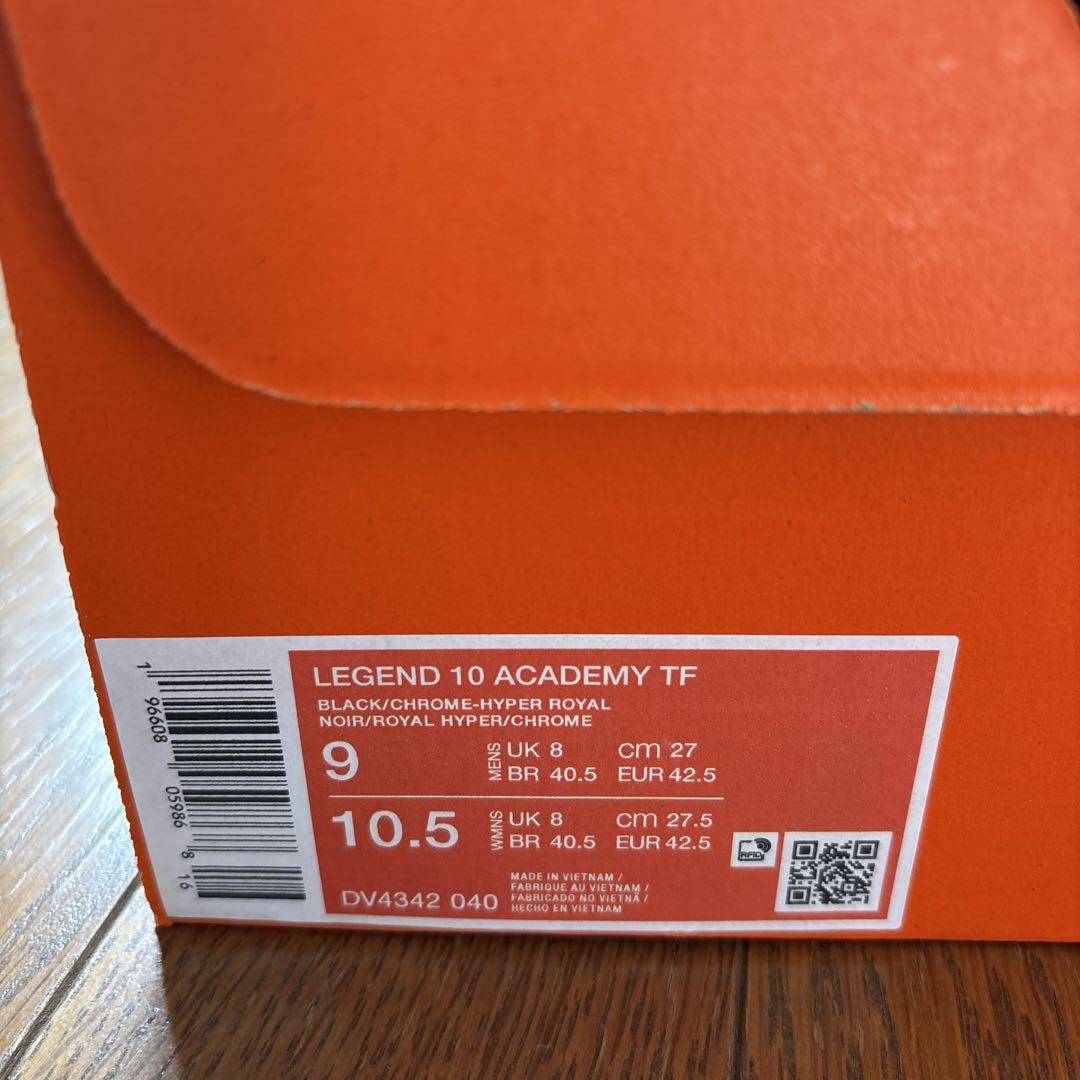 LEGEND 10 ACADEMY TF
BLACK/CHROME-HYPER ROYAL
NOIR/ROYAL HYPER/CHROME
9
MENS
UK 8 cm 27
BR 40.5 EUR 42.5
10.5
WMNS
UK 8 cm 27.5
BR 40.5 EUR 42.5
RFID
MADE IN VIETNAM /
FABRIQUE AU VIETNAM /
FABRICADO NO VIETNÃ /
HECHO EN VIETNAM
DV4342 040
1 96608 05986 8 16